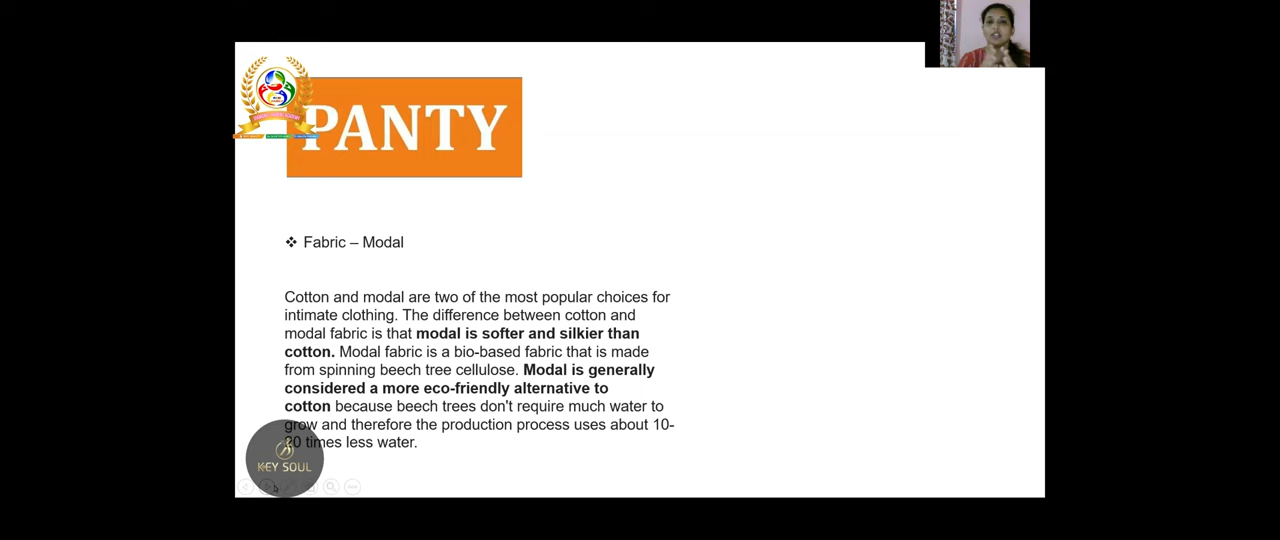 PANTY
❖ Fabric – Modal
Cotton and modal are two of the most popular choices for
intimate clothing. The difference between cotton and
modal fabric is that modal is softer and silkier than
cotton. Modal fabric is a bio-based fabric that is made
from spinning beech tree cellulose. Modal is generally
considered a more eco-friendly alternative to
cotton because beech trees don't require much water to
grow and therefore the production process uses about 10-
20 times less water.
KEY SOUL